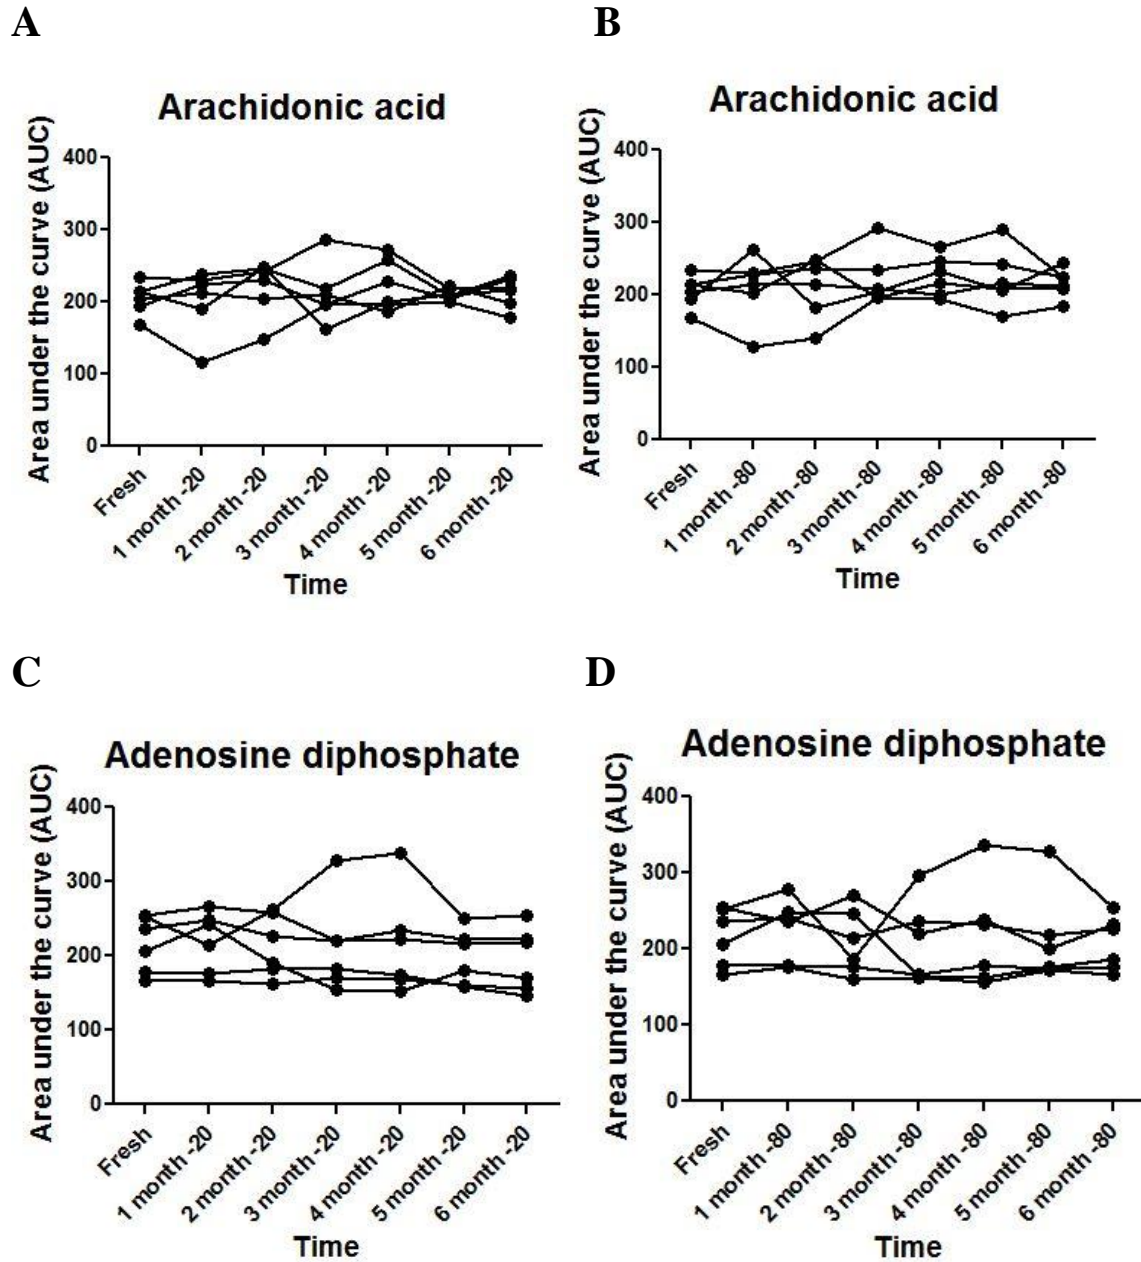 A
Arachidonic acid
Area under the curve (AUC)
400
300
200
100
0
Fresh
1 month -20
2 month -20
3 month -20
4 month -20
5 month -20
6 month -20
Time
B
Arachidonic acid
Area under the curve (AUC)
400
300
200
100
0
Fresh
1 month -80
2 month -80
3 month -80
4 month -80
5 month -80
6 month -80
Time
C
Adenosine diphosphate
Area under the curve (AUC)
400
300
200
100
0
Fresh
1 month -20
2 month -20
3 month -20
4 month -20
5 month -20
6 month -20
Time
D
Adenosine diphosphate
Area under the curve (AUC)
400
300
200
100
0
Fresh
1 month -80
2 month -80
3 month -80
4 month -80
5 month -80
6 month -80
Time